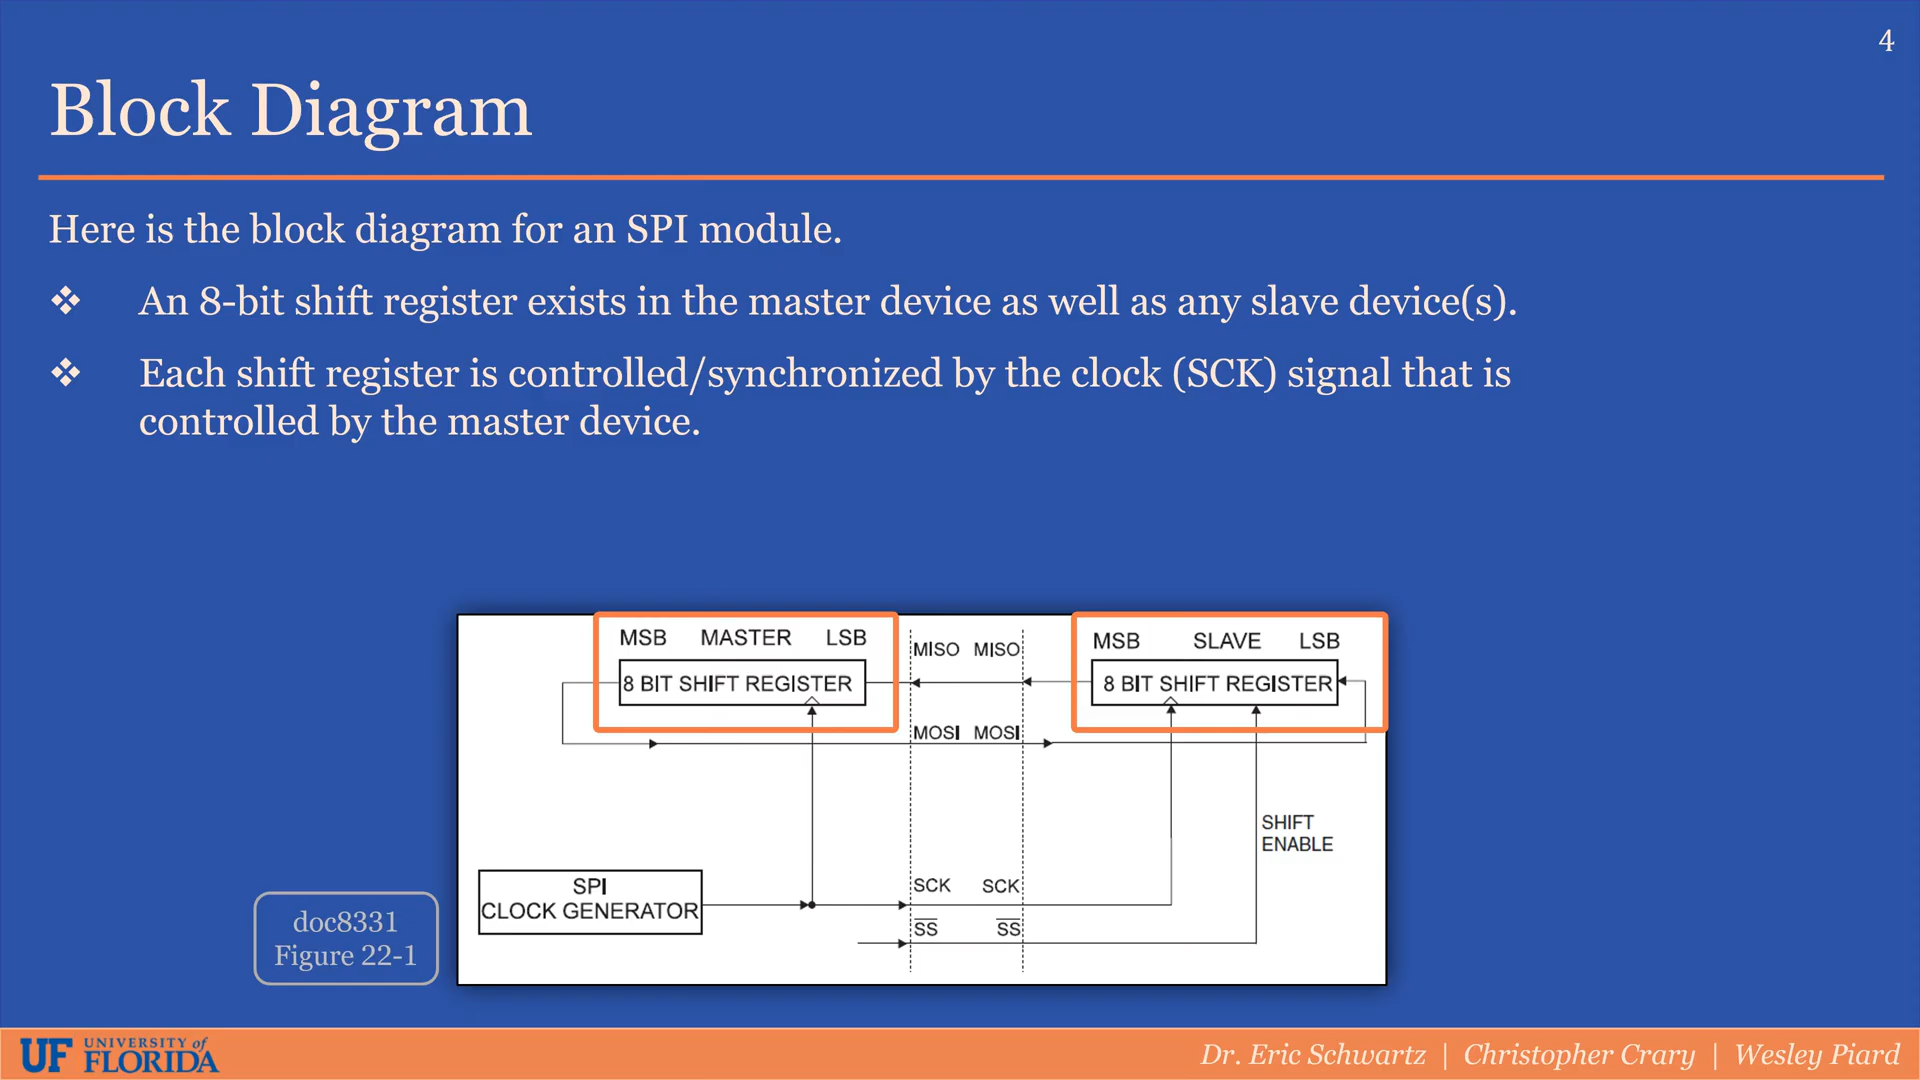 4
Block Diagram
Here is the block diagram for an SPI module.
❖ An 8-bit shift register exists in the master device as well as any slave device(s).
❖ Each shift register is controlled/synchronized by the clock (SCK) signal that is
controlled by the master device.
MSB MASTER LSB
8 BIT SHIFT REGISTER
MISO MISO
MSB SLAVE LSB
8 BIT SHIFT REGISTER
MOSI MOSI
SHIFT
ENABLE
SPI
CLOCK GENERATOR
SCK SCK
S̅S̅ S̅S̅
doc8331
Figure 22-1
UF UNIVERSITY of
FLORIDA
Dr. Eric Schwartz | Christopher Crary | Wesley Piard